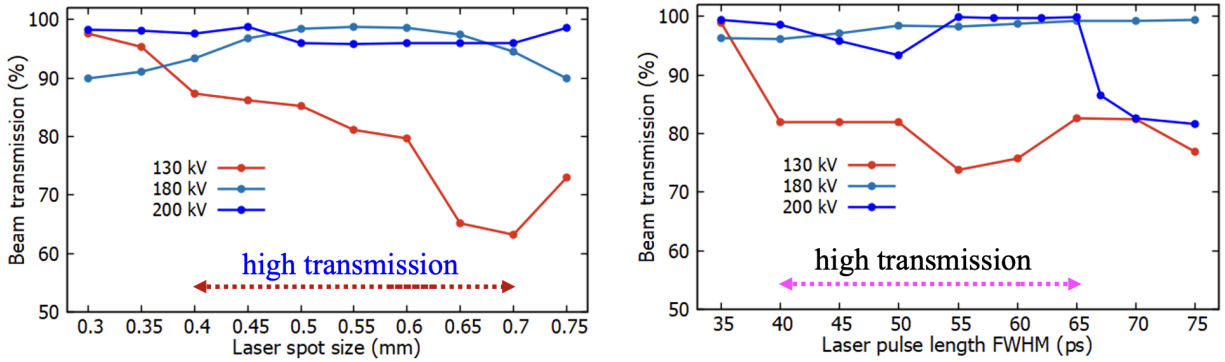 100
90
80
70
60
50
Beam transmission (%)
130 kV
180 kV
200 kV
high transmission
0.3 0.35 0.4 0.45 0.5 0.55 0.6 0.65 0.7 0.75
Laser spot size (mm)
100
90
80
70
60
50
Beam transmission (%)
130 kV
180 kV
200 kV
high transmission
35 40 45 50 55 60 65 70 75
Laser pulse length FWHM (ps)